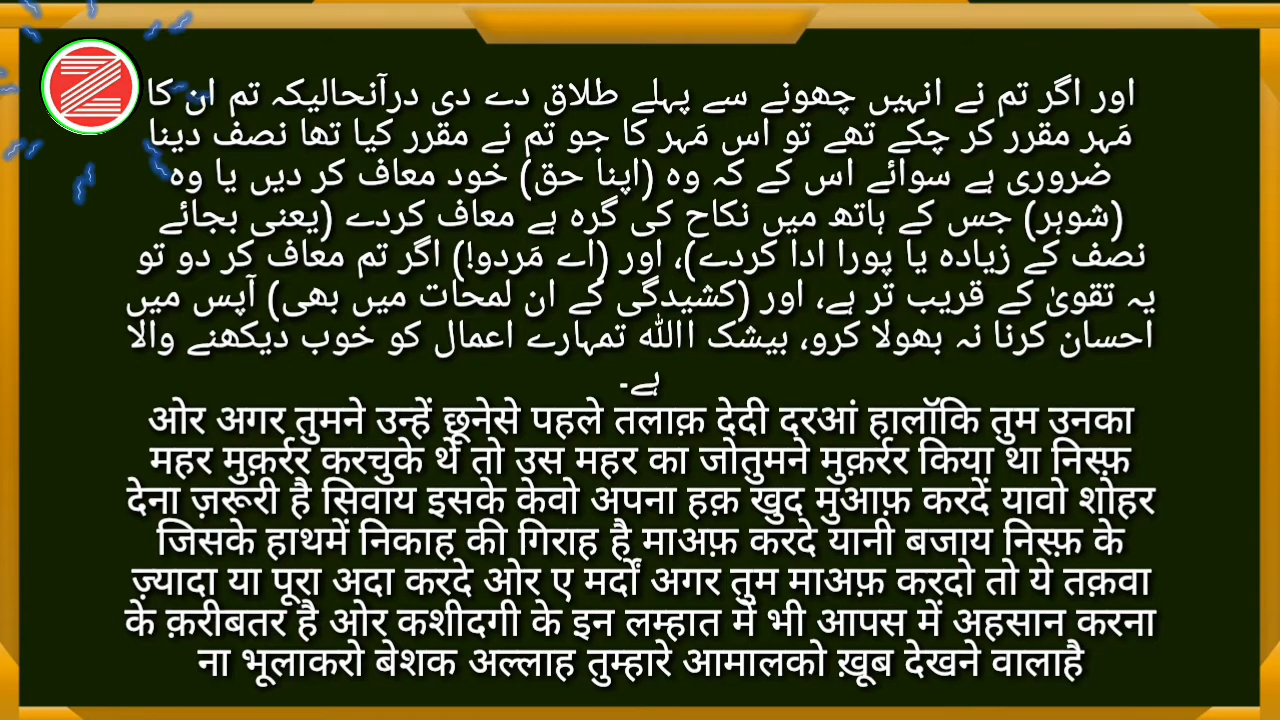 اور اگر تم نے انہیں چھونے سے پہلے طلاق دے دی درآنحالیکہ تم ان کا
مَہر مقرر کر چکے تھے تو اس مَہر کا جو تم نے مقرر کیا تھا نصف دینا
ضروری ہے سوائے اس کے کہ وہ (اپنا حق) خود معاف کر دیں یا وہ
(شوہر) جس کے ہاتھ میں نکاح کی گرہ ہے معاف کردے (یعنی بجائے
نصف کے زیادہ یا پورا ادا کردے)، اور (اے مَردو!) اگر تم معاف کر دو تو
یہ تقویٰ کے قریب تر ہے، اور (کشیدگی کے ان لمحات میں بھی) آپس میں
احسان کرنا نہ بھولا کرو، بیشک اﷲ تمہارے اعمال کو خوب دیکھنے والا
ہے۔
ओर अगर तुमने उन्हें छूनेसे पहले तलाक़ देदी दरआं हालॉकि तुम उनका
महर मुक़र्रर करचुके थे तो उस महर का जोतुमने मुक़र्रर किया था निस्फ़
देना ज़रूरी है सिवाय इसके केवो अपना हक़ खुद मुआफ़ करदें यावो शोहर
जिसके हाथमें निकाह की गिराह है माअफ़ करदे यानी बजाय निस्फ़ के
ज़्यादा या पूरा अदा करदे ओर ए मर्दों अगर तुम माअफ़ करदो तो ये तक़वा
के क़रीबतर है ओर कशीदगी के इन लम्हात में भी आपस में अहसान करना
ना भूलाकरो बेशक अल्लाह तुम्हारे आमालको ख़ूब देखने वालाहै